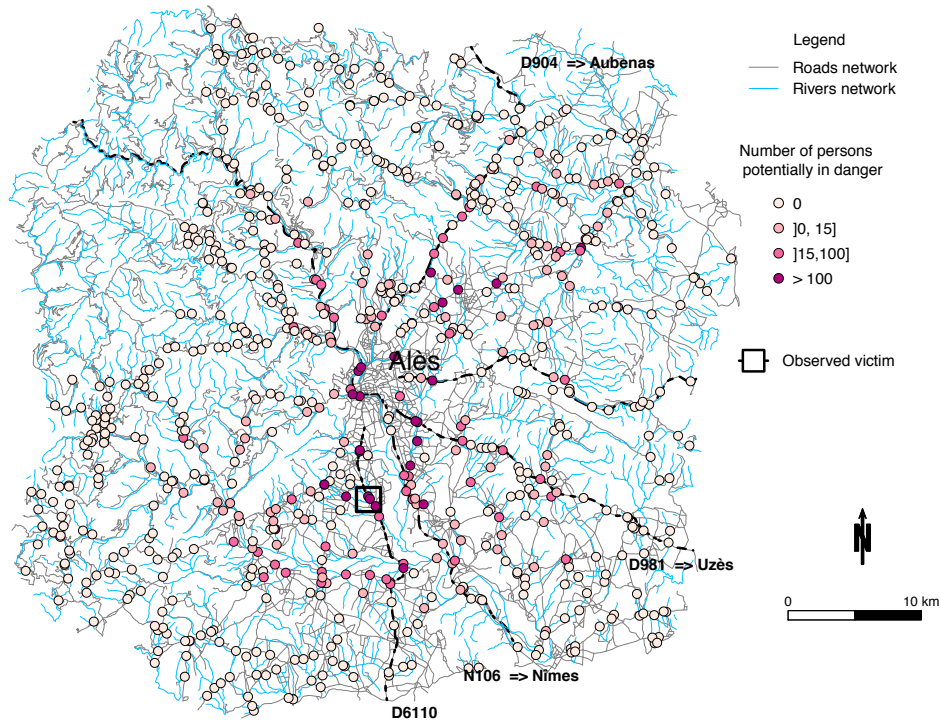 D904 => Aubenas
Legend
Roads network
Rivers network
Number of persons
potentially in danger
0
]0, 15]
]15,100]
> 100
Alès
Observed victim
N
D981 => Uzès
0 10 km
N106 => Nîmes
D6110